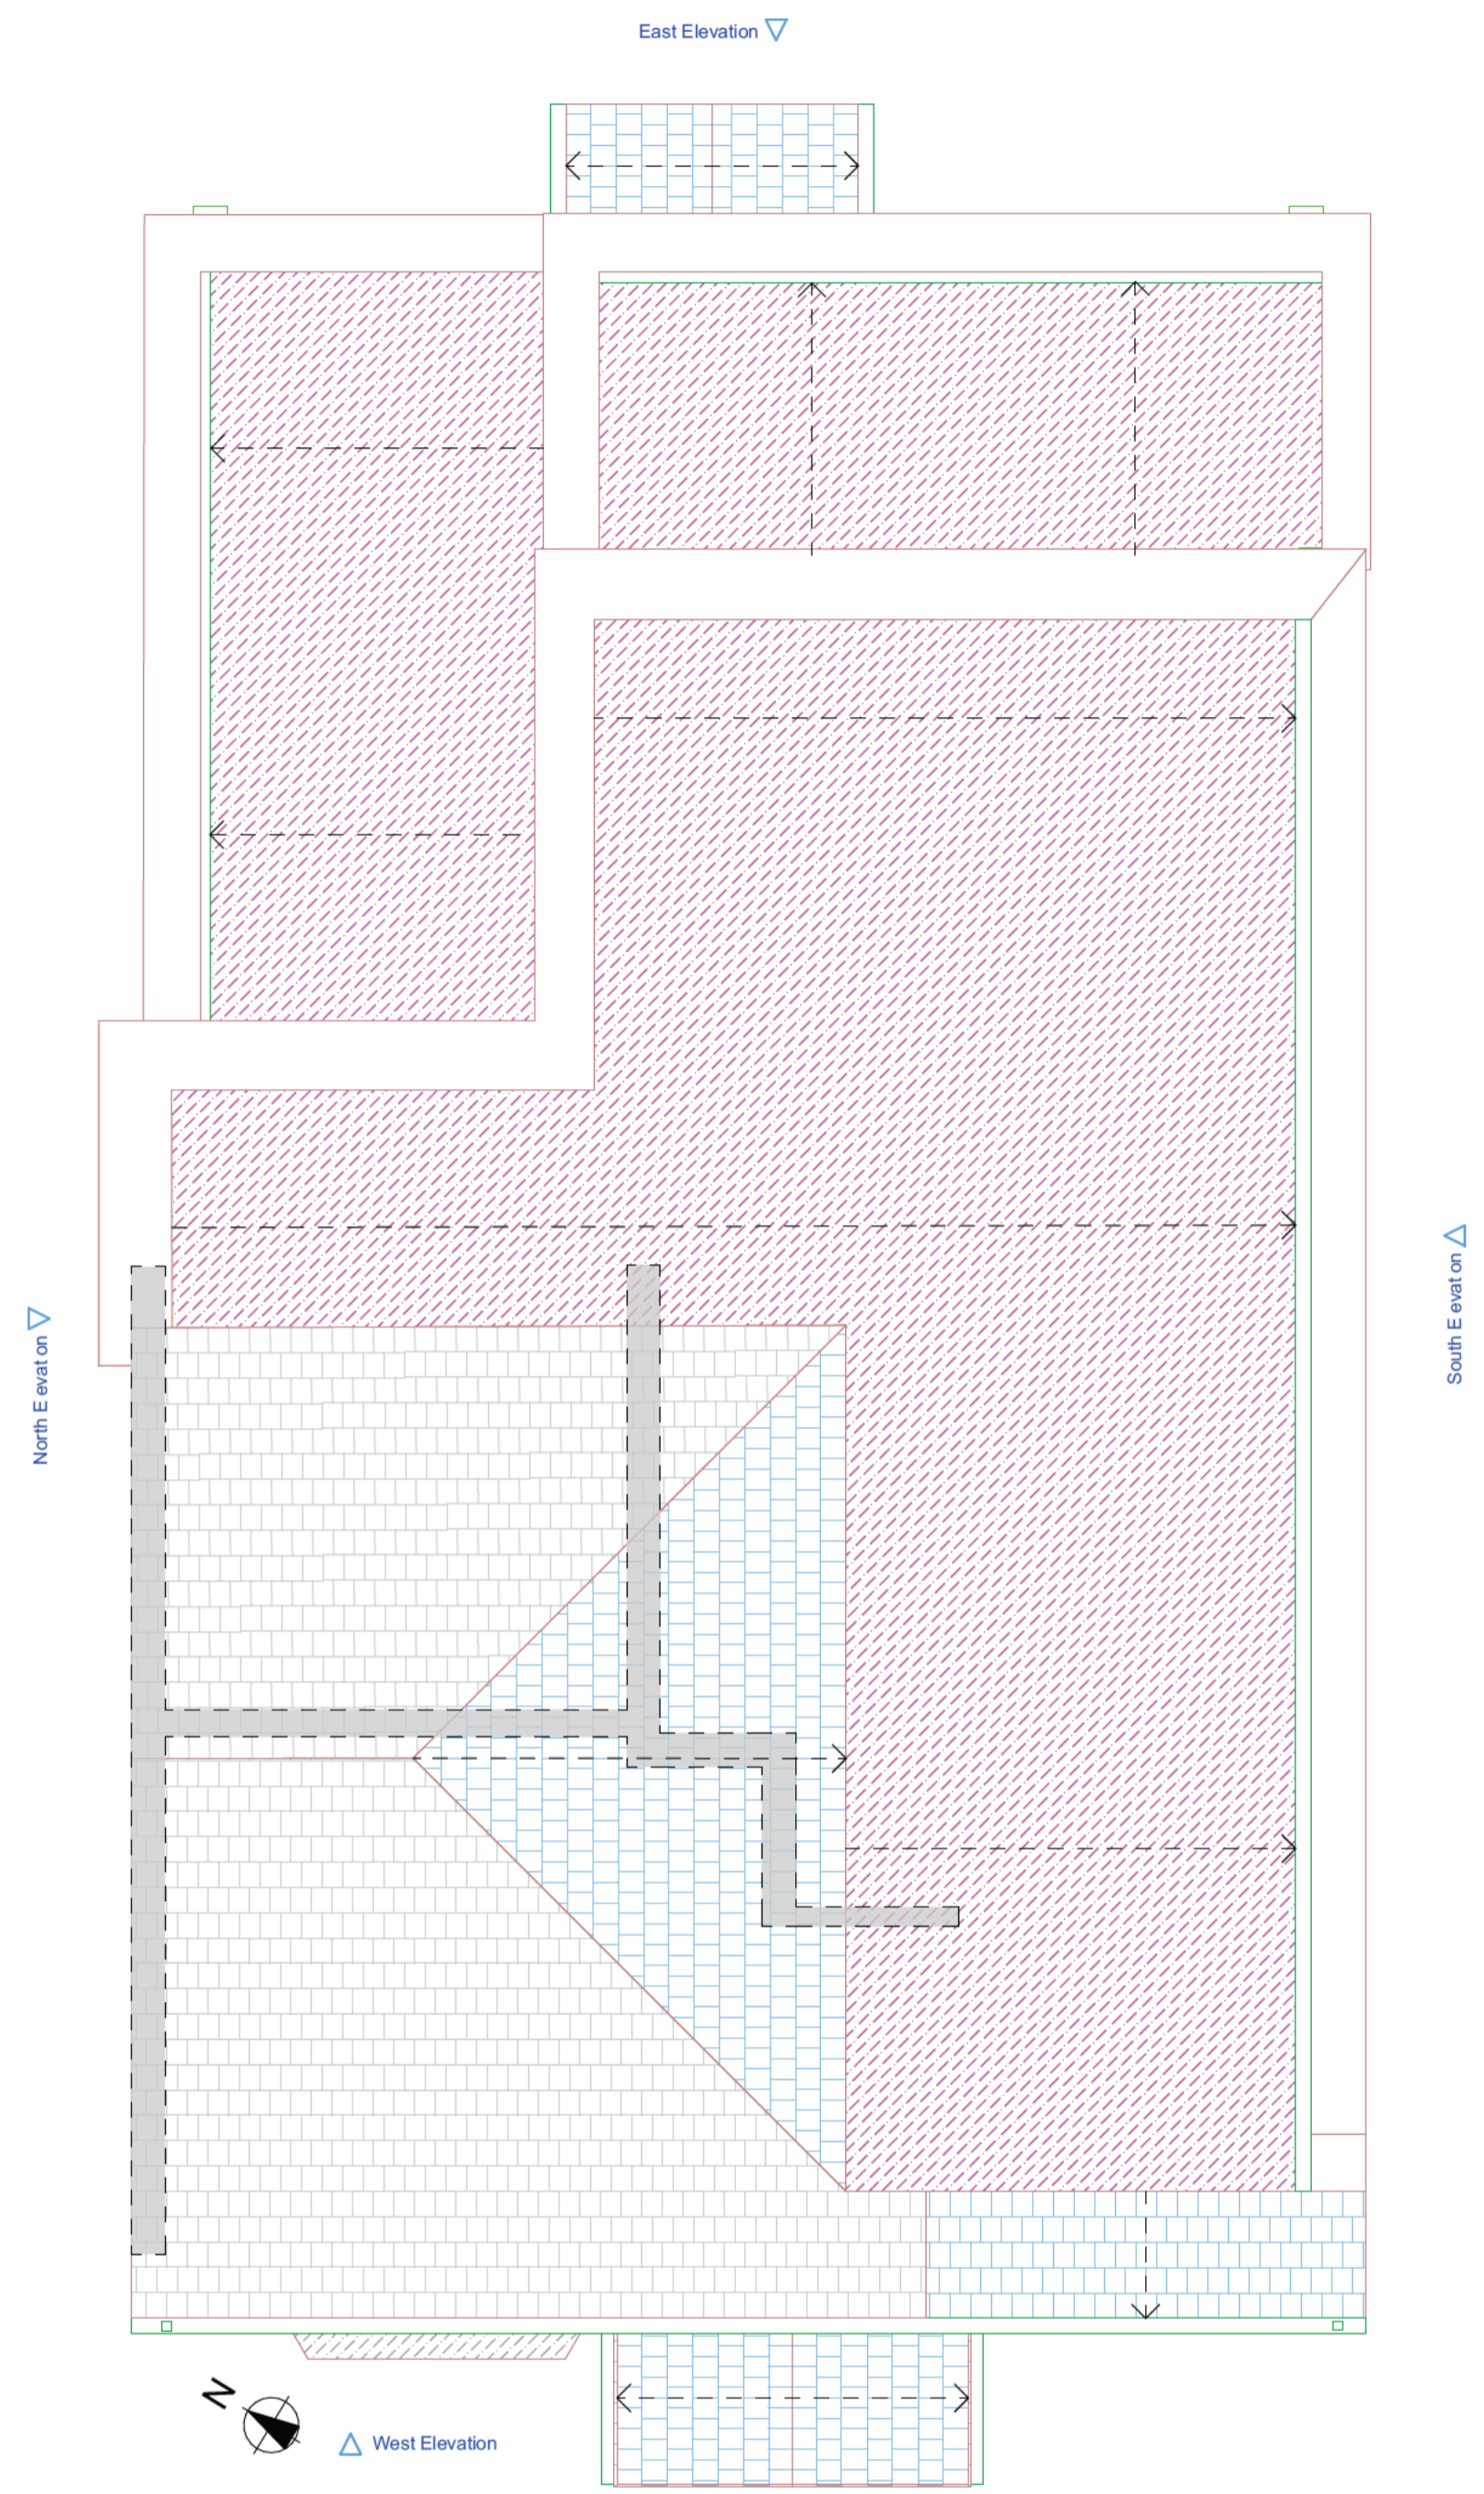 East Elevation
North E evat on
South E evat on
N
West Elevation